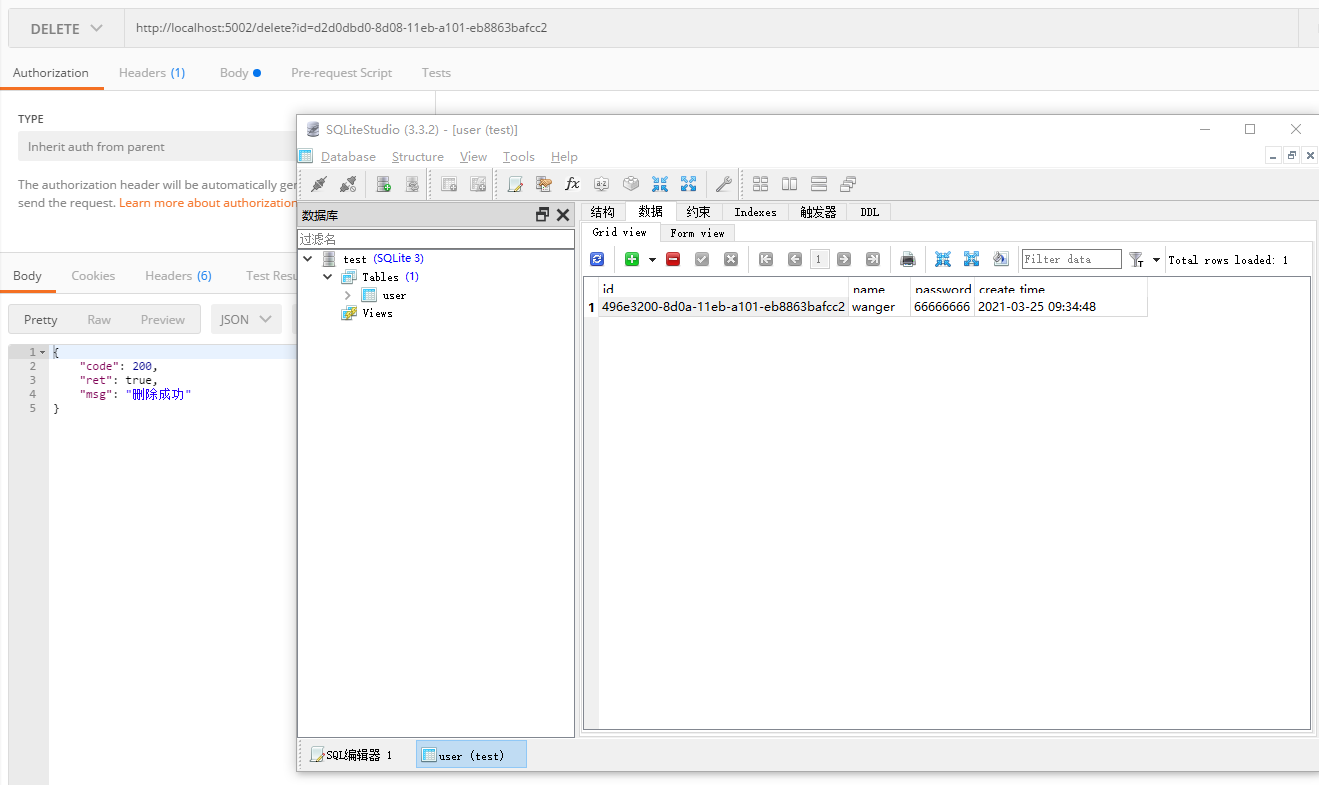 DELETE http://localhost:5002/delete?id=d2d0dbd0-8d08-11eb-a101-eb8863bafcc2
Authorization Headers (1) Body Pre-request Script Tests
TYPE
Inherit auth from parent
The authorization header will be automatically ger
send the request. Learn more about authorization
Body Cookies Headers (6) Test Resu
Pretty Raw Preview JSON
1 {
2 "code": 200,
3 "ret": true,
4 "msg": "删除成功"
5 }
SQLiteStudio (3.3.2) - [user (test)]
Database Structure View Tools Help
数据库
过滤名
test (SQLite 3)
Tables (1)
user
Views
结构 数据 约束 Indexes 触发器 DDL
Grid view Form view
1 Filter data Total rows loaded: 1
id name password create_time
1 496e3200-8d0a-11eb-a101-eb8863bafcc2 wanger 66666666 2021-03-25 09:34:48
SQL编辑器 1 user (test)